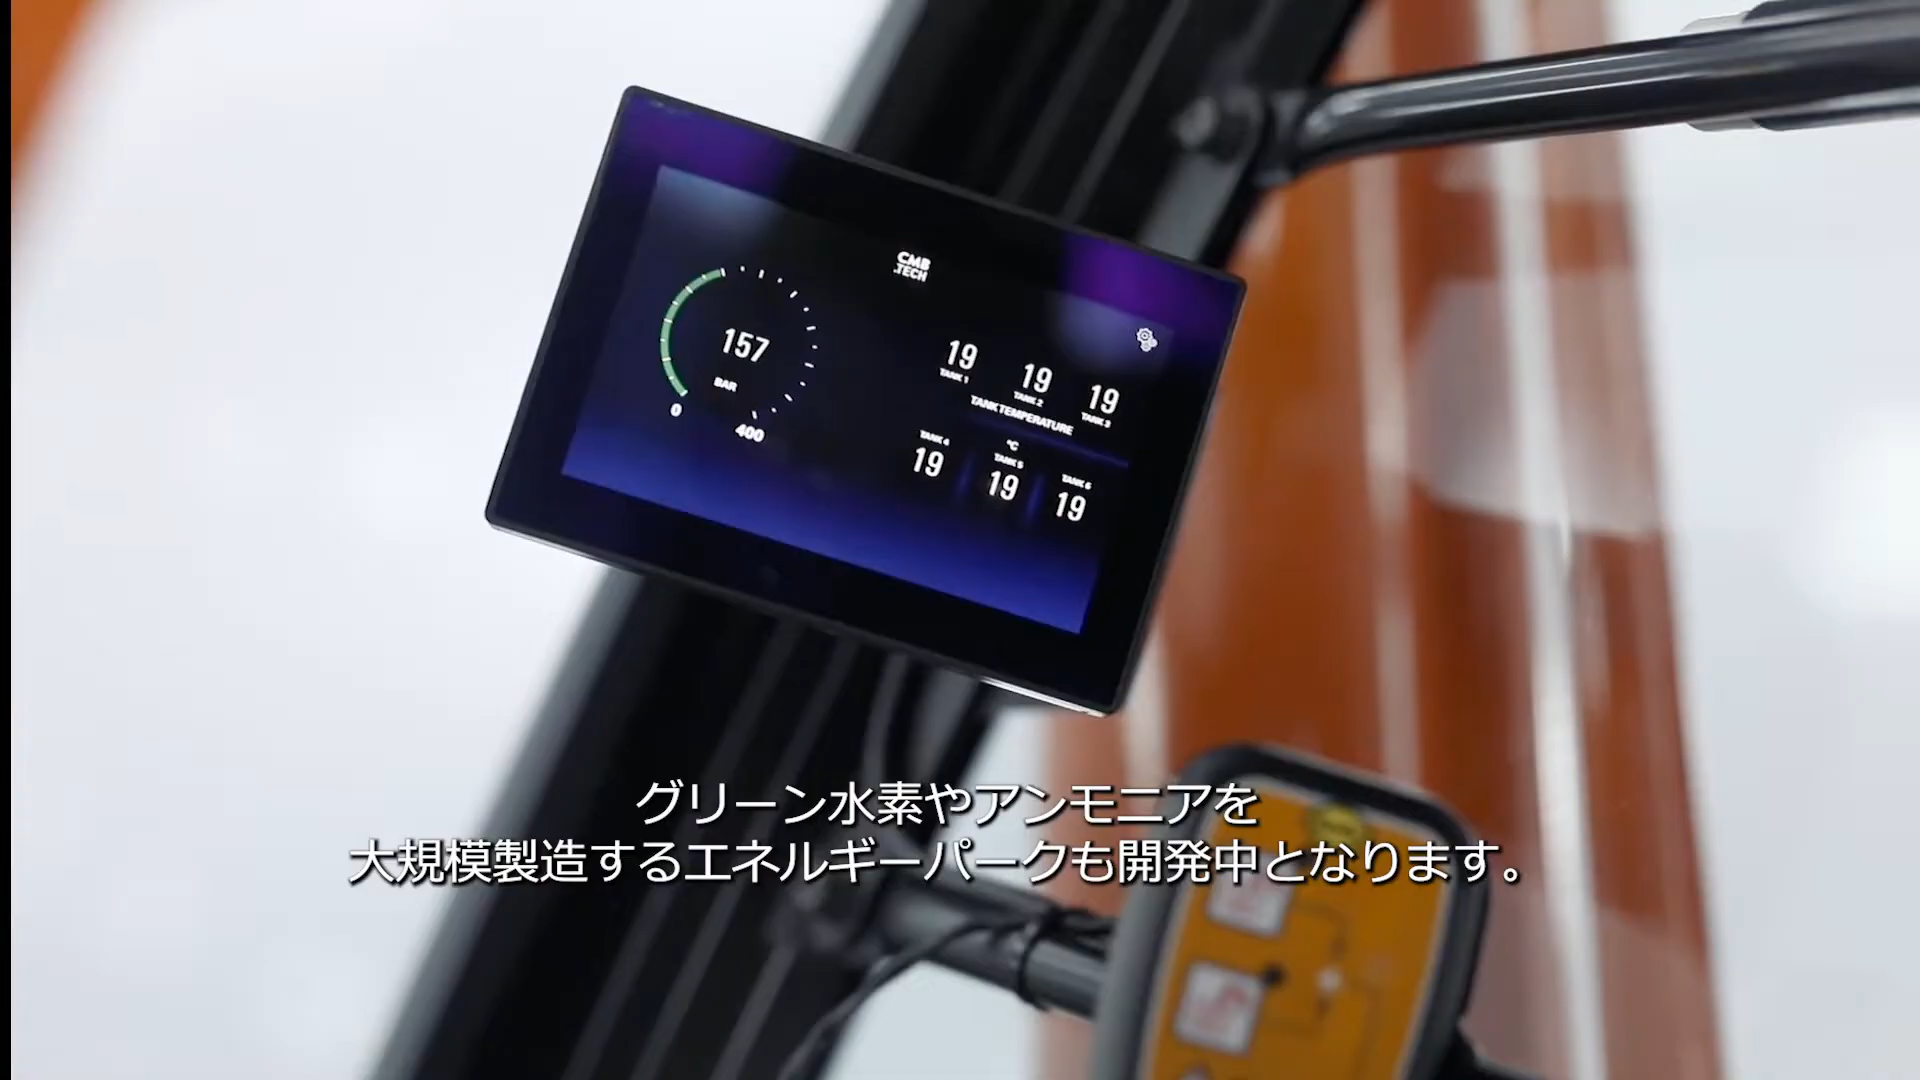 CMB
.TECH
157
BAR
0
400
19
TANK 1
19
TANK 2
19
TANK 3
TANK TEMPERATURE
°C
TANK 4
19
TANK 5
19
TANK 6
19
グリーン水素やアンモニアを
大規模製造するエネルギーパークも開発中となります。